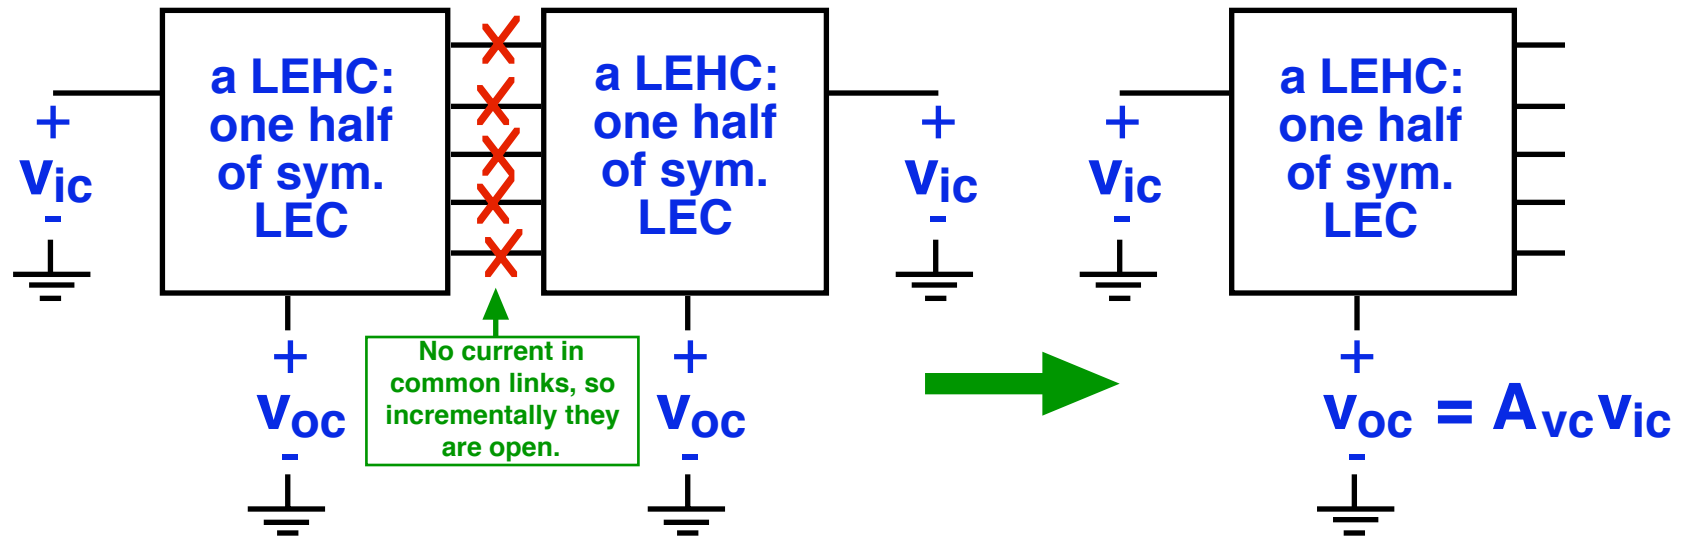 a LEHC:
one half
of sym.
LEC
a LEHC:
one half
of sym.
LEC
a LEHC:
one half
of sym.
LEC
+
vic
-
+
vic
-
+
vic
-
+
voc
-
No current in
common links, so
incrementally they
are open.
+
voc
-
+
voc = Avcvic
-